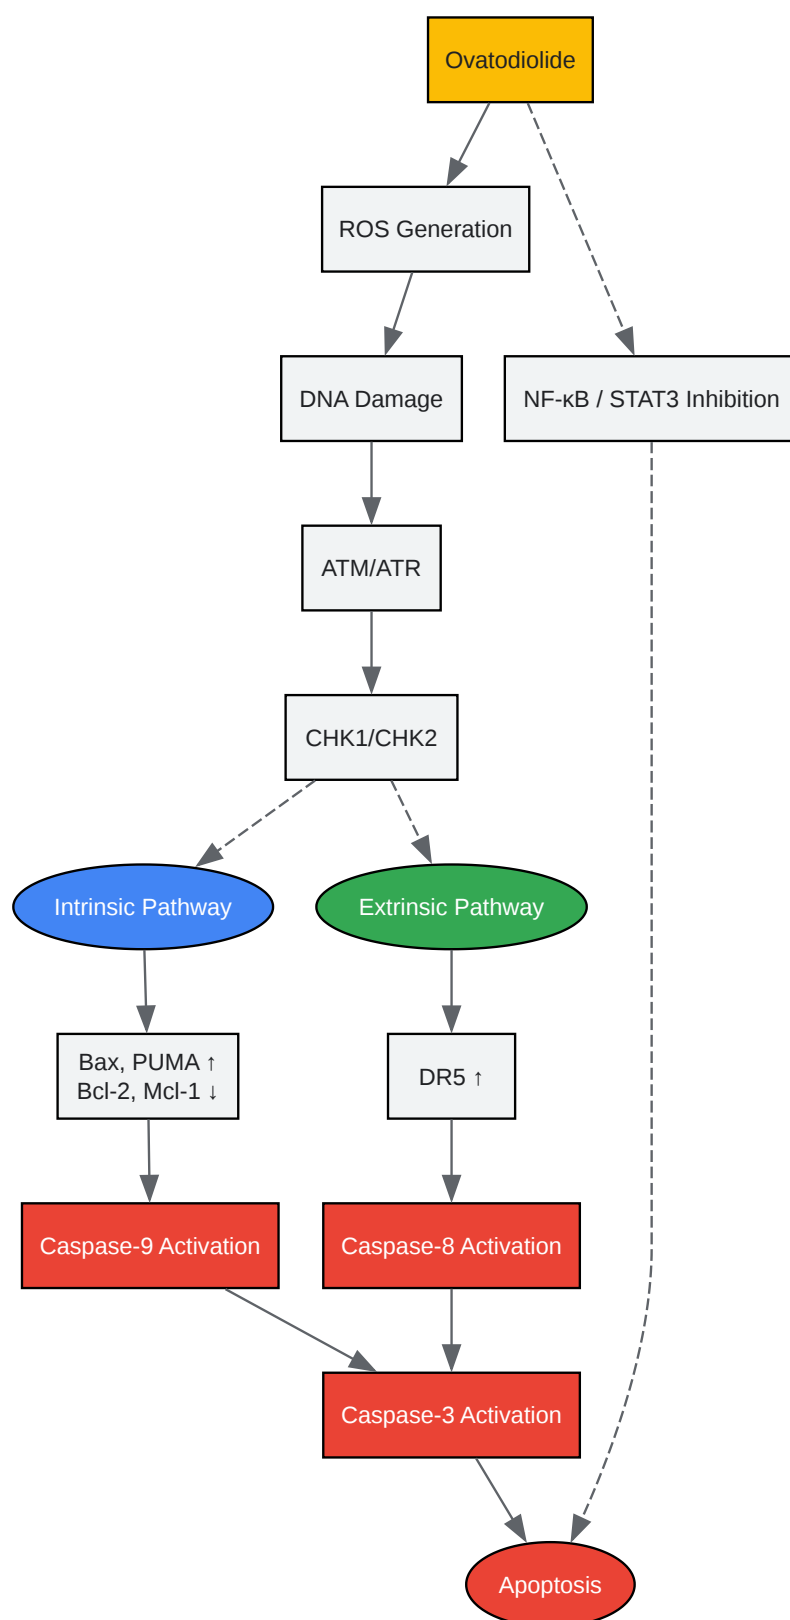 Ovatodiolide
ROS Generation
DNA Damage
NF-κB / STAT3 Inhibition
ATM/ATR
CHK1/CHK2
Intrinsic Pathway
Extrinsic Pathway
Bax, PUMA ↑
Bcl-2, Mcl-1 ↓
DR5 ↑
Caspase-9 Activation
Caspase-8 Activation
Caspase-3 Activation
Apoptosis